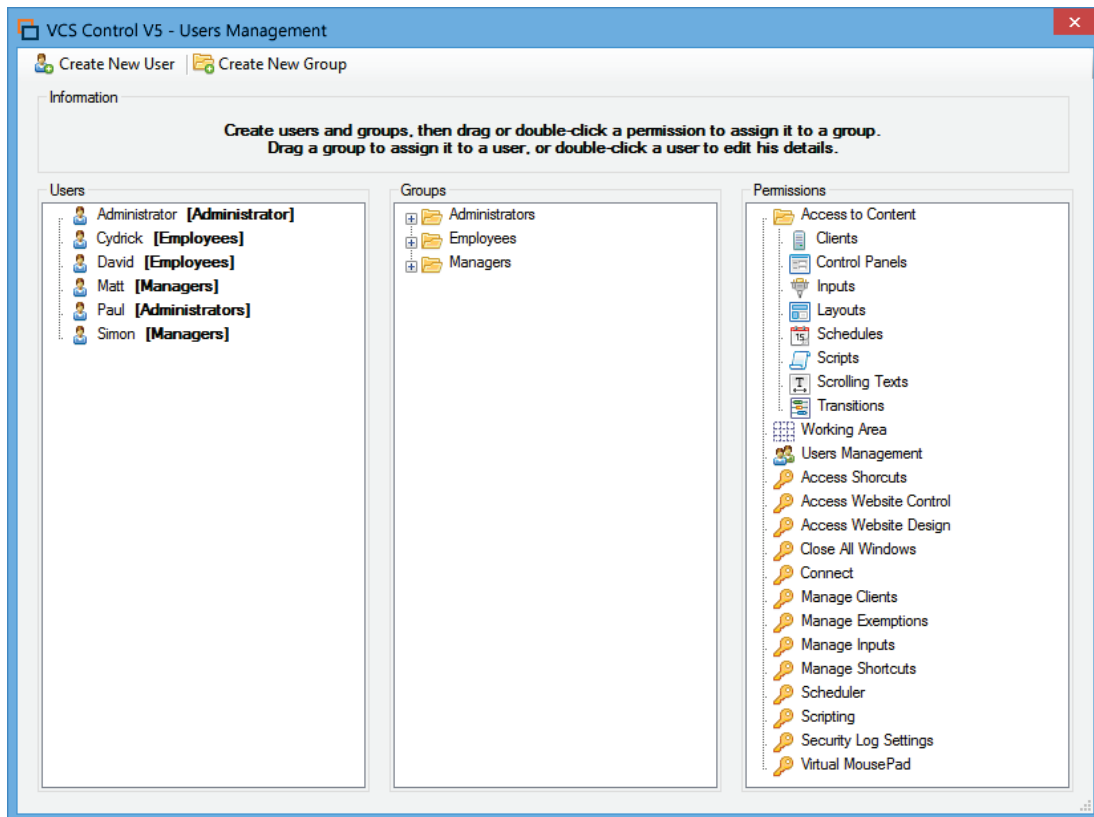 VCS Control V5 - Users Management
Create New User
Create New Group
Information
Create users and groups, then drag or double-click a permission to assign it to a group.
Drag a group to assign it to a user, or double-click a user to edit his details.
Users
Administrator [Administrator]
Cydrick [Employees]
David [Employees]
Matt [Managers]
Paul [Administrators]
Simon [Managers]
Groups
Administrators
Employees
Managers
Permissions
Access to Content
Clients
Control Panels
Inputs
Layouts
15
Schedules
Scripts
T
Scrolling Texts
Transitions
Working Area
Users Management
Access Shorcuts
Access Website Control
Access Website Design
Close All Windows
Connect
Manage Clients
Manage Exemptions
Manage Inputs
Manage Shortcuts
Scheduler
Scripting
Security Log Settings
Virtual MousePad